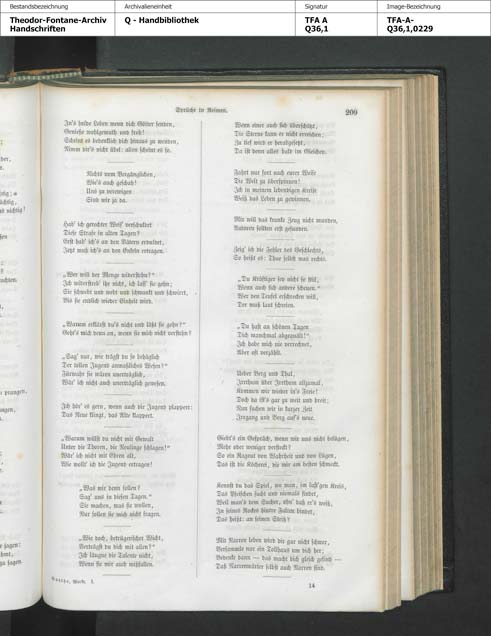 Bestandsbezeichnung
Archivalieneinheit
Signatur
Image-Bezeichnung
Theodor-Fontane-Archiv
Handschriften
Q - Handbibliothek
TFA A
Q36,1
TFA-A-
Q36,1,0229
Sprüche in Reimen.
209
In's holde Leben wenn dich Götter senden,
Genieße wohlgemuth und froh!
Scheint es bedenklich dich hinaus zu wenden,
Nimm dir's nicht übel: allen scheint es so.
Nichts vom Vergänglichen,
Wie's auch geschah!
Uns zu verewigen
Sind wir ja da.
Hab' ich gerechter Weis' verschuldet
Diese Strafe in alten Tagen?
Erst hab' ich's an den Vätern erduldet,
Jetzt muß ich's an den Enkeln ertragen.
„Wer will der Menge widerstehn?“
Ich widerstreb' ihr nicht, ich lass' sie gehn;
Sie schwebt und webt und schwankt und schwirrt,
Bis sie endlich wieder Einheit wird.
„Warum erklärst du's nicht und läßt sie gehn?“
Geht's mich denn an, wenn sie mich nicht verstehn?
„Sag' nur, wie trägst du so behäglich
Der tollen Jugend anmaßliches Wesen?“
Fürwahr sie wären unerträglich,
Wär' ich nicht auch unerträglich gewesen.
Ich hör' es gern, wenn auch die Jugend plappert:
Das Neue klingt, das Alte klappert.
„Warum willst du nicht mit Gewalt
Unter die Thoren, die Neulinge schlagen!“
Wär' ich nicht mit Ehren alt,
Wie wollt' ich die Jugend ertragen!
„Was wir denn sollen?
Sag' uns in diesen Tagen.“
Sie machen, was sie wollen,
Nur sollen sie mich nicht fragen.
„Wie doch, betrügerischer Wicht,
Verträgst du dich mit allen?“
Ich läugne die Talente nicht,
Wenn sie mir auch mißfallen.
Goethe, Werke. I.
Wenn einer auch sich überschätzt,
Die Sterne kann er nicht erreichen;
Zu tief wird er herabgesetzt,
Da ist denn alles bald im Gleichen.
Fahrt nur fort nach eurer Weise
Die Welt zu überspinnen!
Ich in meinem lebendigen Kreise
Weiß das Leben zu gewinnen.
Mir will das kranke Zeug nicht munden,
Autoren sollten erst gesunden.
Zeig' ich die Fehler des Geschlechts,
So heißt es: Thue selbst was rechts.
„Du Kräftiger sey nicht so still,
Wenn auch sich andere scheuen.“
Wer den Teufel erschrecken will,
Der muß laut schreien.
„Du hast an schönen Tagen
Dich manchmal abgequält!“
Ich habe mich nie verrechnet,
Aber oft verzählt.
Ueber Berg und Thal,
Irrthum über Irrthum allzumal,
Kommen wir wieder in's Freie!
Doch da ist's gar zu weit und breit;
Nun suchen wir in kurzer Zeit
Irrgang und Berg auf's neue.
Giebt's ein Gespräch, wenn wir uns nicht belügen,
Mehr oder weniger versteckt?
So ein Ragout von Wahrheit und von Lügen,
Das ist die Köcherei, die mir am besten schmeckt.
Kennst du das Spiel, wo man, im lust'gen Kreis,
Das Pfeifchen sucht und niemals findet,
Weil man's dem Sucher, ohn' daß er's weiß,
In seines Rockes hintre Falten bindet,
Das heißt: an seinen Steiß?
Mit Narren leben wird dir gar nicht schwer,
Versammle nur ein Tollhaus um dich her;
Bedenke dann — das macht dich gleich gelind —
Daß Narrenwärter selbst auch Narren sind.
14